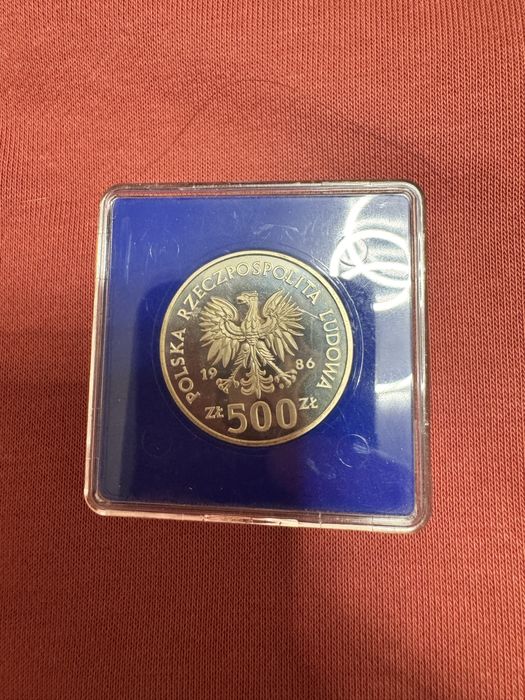 POLSKA RZECZPOSPOLITA LUDOWA
19 86
ZŁ 500 ZŁ